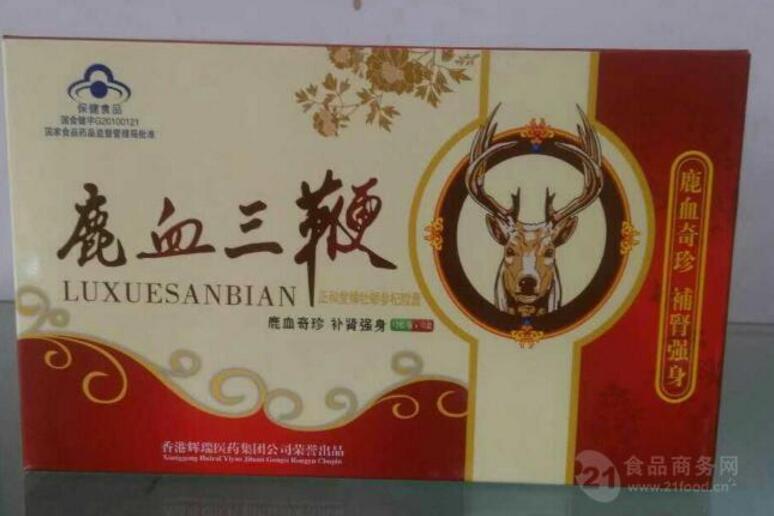 保健食品
国食健字G20100121
国家食品药品监督管理局批准
鹿血三鞭
LUXUESANBIAN
鹿血奇珍 补肾强身
鹿血奇珍 补肾强身
香港辉瑞医药集团公司荣誉出品
21食品商务网
www.21food.cn